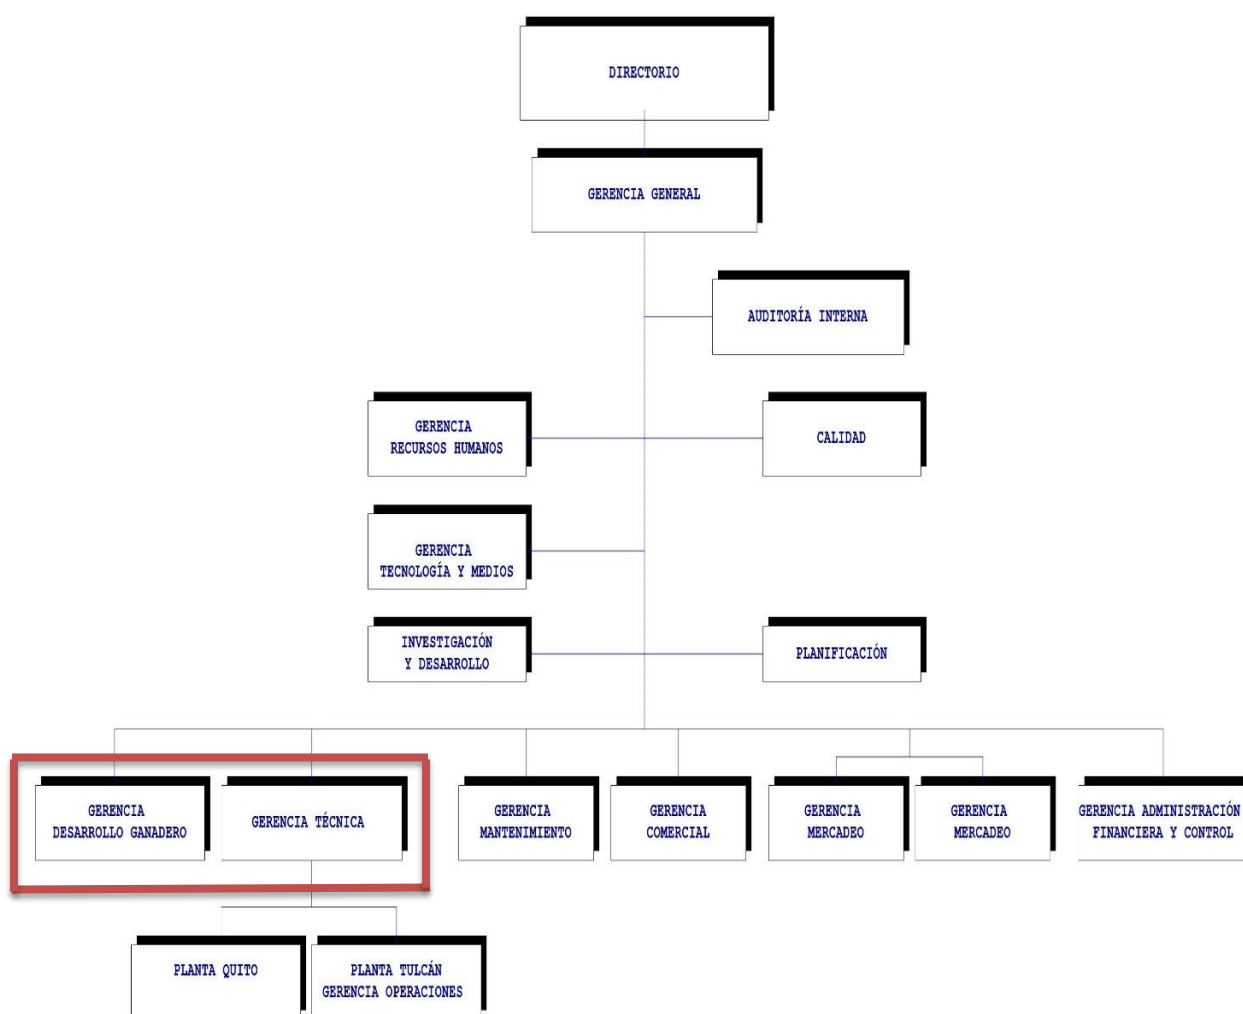 DIRECTORIO
GERENCIA GENERAL
AUDITORÍA INTERNA
GERENCIA
RECURSOS HUMANOS
CALIDAD
GERENCIA
TECNOLOGÍA Y MEDIOS
INVESTIGACIÓN
Y DESARROLLO
PLANIFICACIÓN
GERENCIA
DESARROLLO GANADERO
GERENCIA TÉCNICA
GERENCIA
MANTENIMIENTO
GERENCIA
COMERCIAL
GERENCIA
MERCADEO
GERENCIA
MERCADEO
GERENCIA ADMINISTRACIÓN
FINANCIERA Y CONTROL
PLANTA QUITO
PLANTA TULCÁN
GERENCIA OPERACIONES